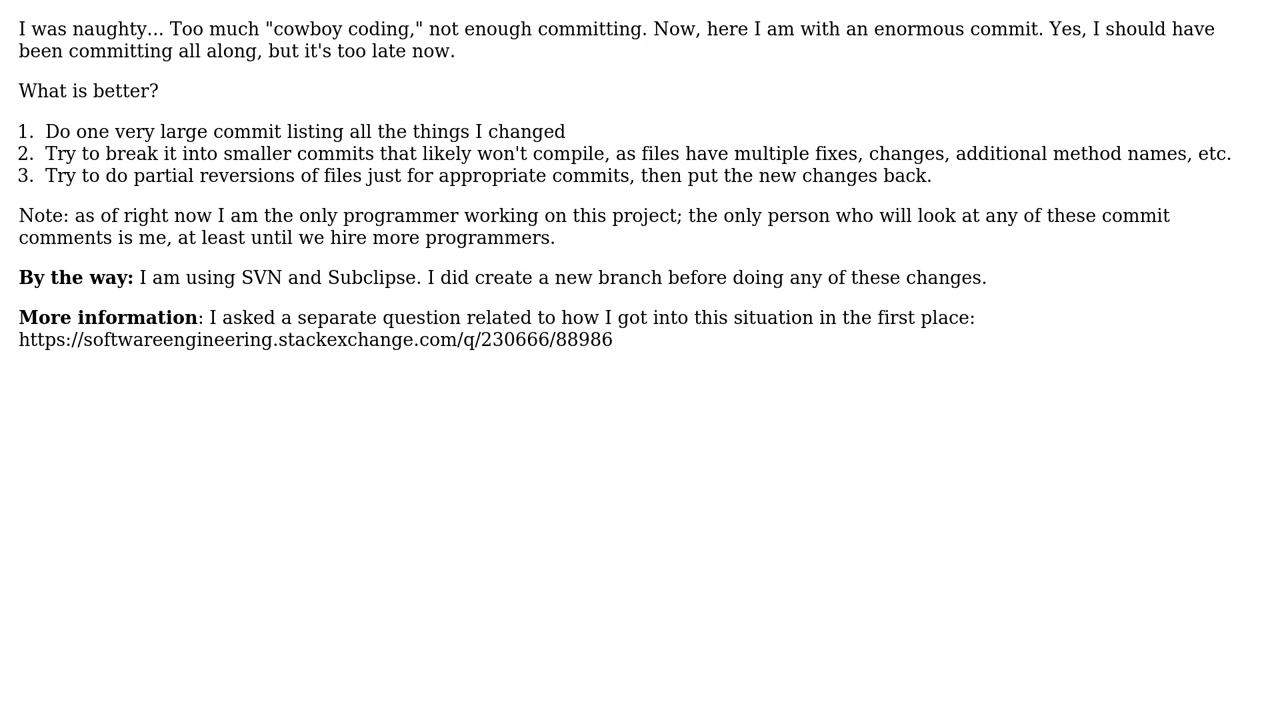 I was naughty... Too much "cowboy coding," not enough committing. Now, here I am with an enormous commit. Yes, I should have
been committing all along, but it's too late now.
What is better?
1. Do one very large commit listing all the things I changed
2. Try to break it into smaller commits that likely won't compile, as files have multiple fixes, changes, additional method names, etc.
3. Try to do partial reversions of files just for appropriate commits, then put the new changes back.
Note: as of right now I am the only programmer working on this project; the only person who will look at any of these commit
comments is me, at least until we hire more programmers.
By the way: I am using SVN and Subclipse. I did create a new branch before doing any of these changes.
More information: I asked a separate question related to how I got into this situation in the first place:
https://softwareengineering.stackexchange.com/q/230666/88986